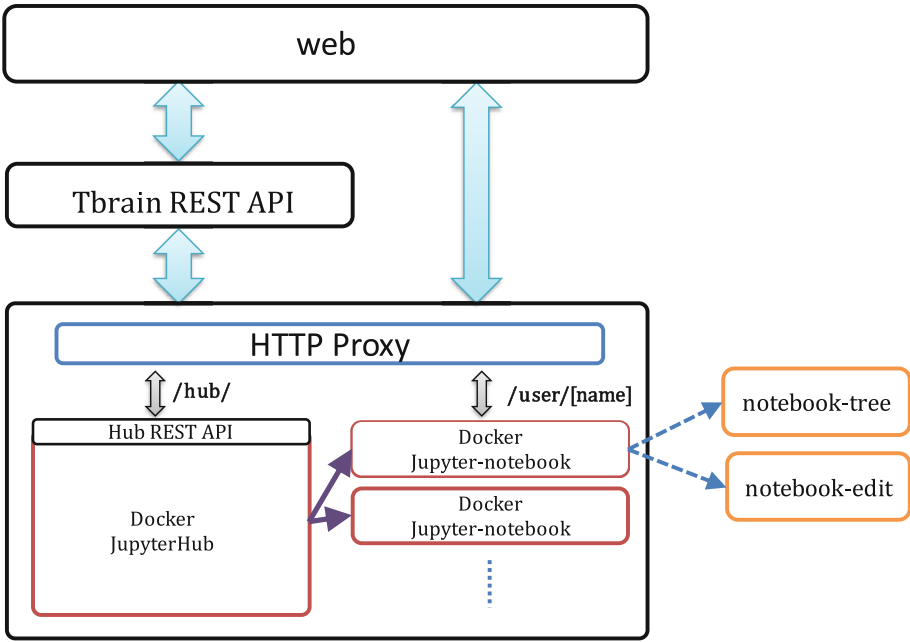 web
Tbrain REST API
HTTP Proxy
/hub/
/user/[name]
Hub REST API
Docker
JupyterHub
Docker
Jupyter-notebook
Docker
Jupyter-notebook
notebook-tree
notebook-edit